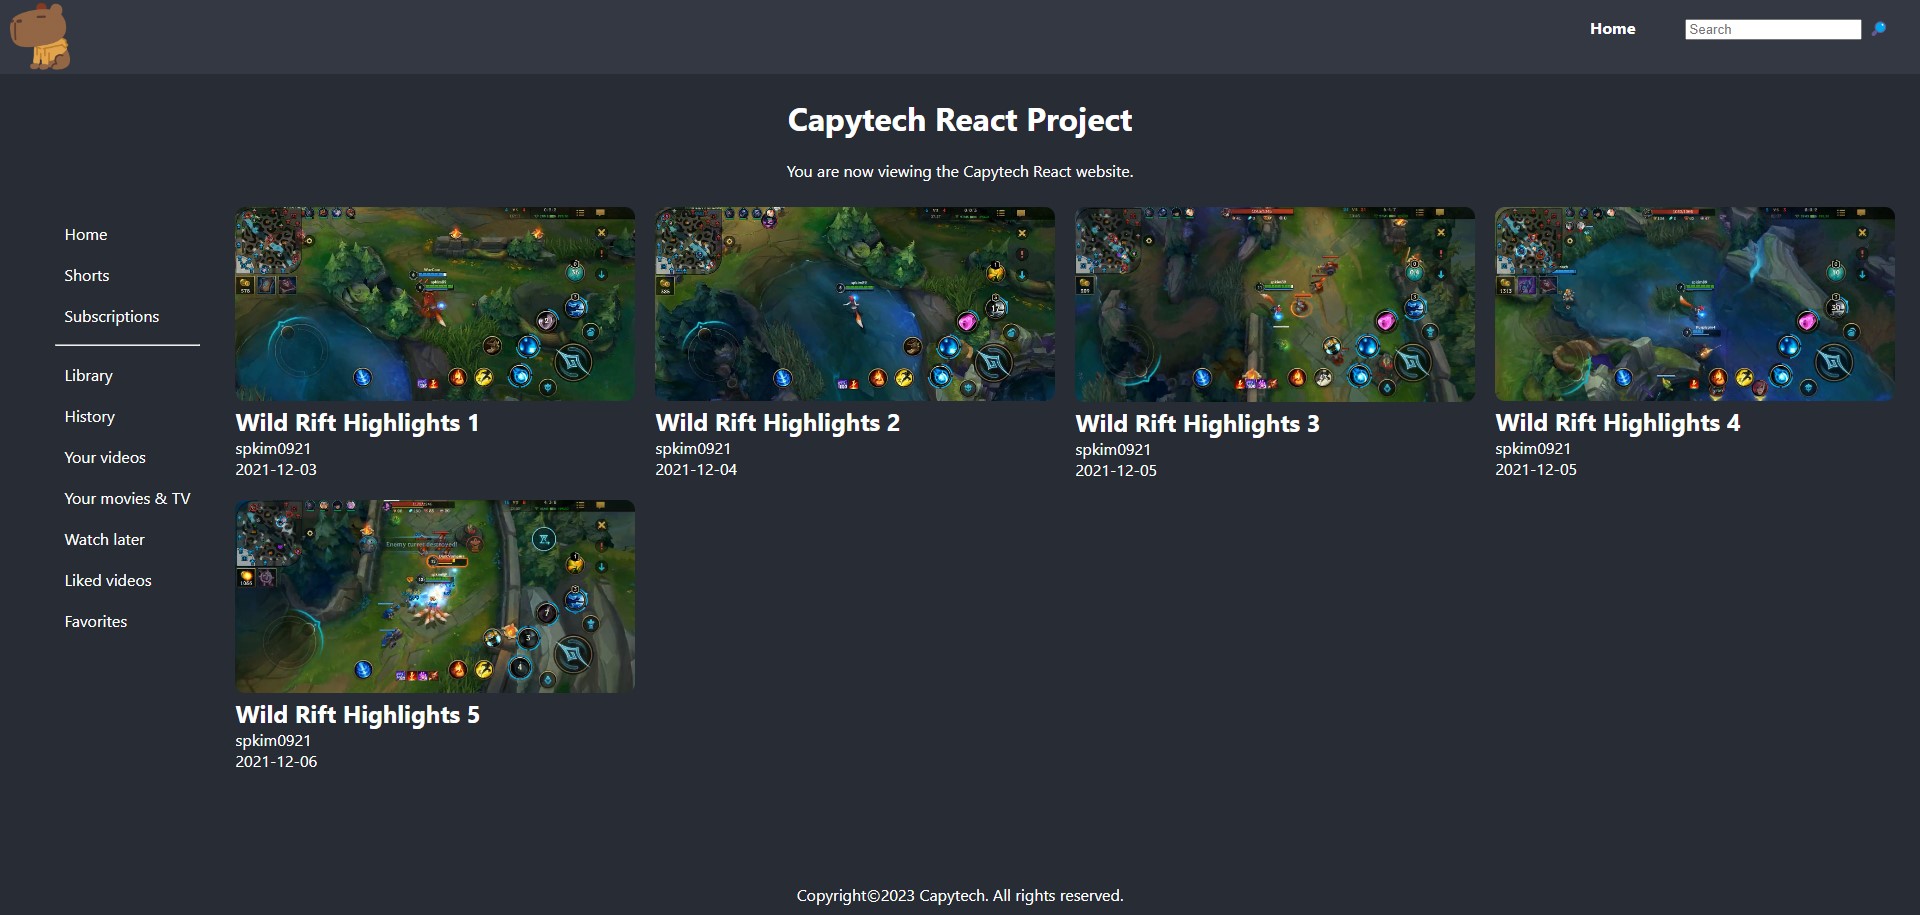 Home
Search
Capytech React Project
You are now viewing the Capytech React website.
Home
Shorts
Subscriptions
Library
History
Your videos
Your movies & TV
Watch later
Liked videos
Favorites
Wild Rift Highlights 1
spkim0921
2021-12-03
Wild Rift Highlights 2
spkim0921
2021-12-04
Wild Rift Highlights 3
spkim0921
2021-12-05
Wild Rift Highlights 4
spkim0921
2021-12-05
Enemy turret destroyed!
Wild Rift Highlights 5
spkim0921
2021-12-06
Copyright©2023 Capytech. All rights reserved.